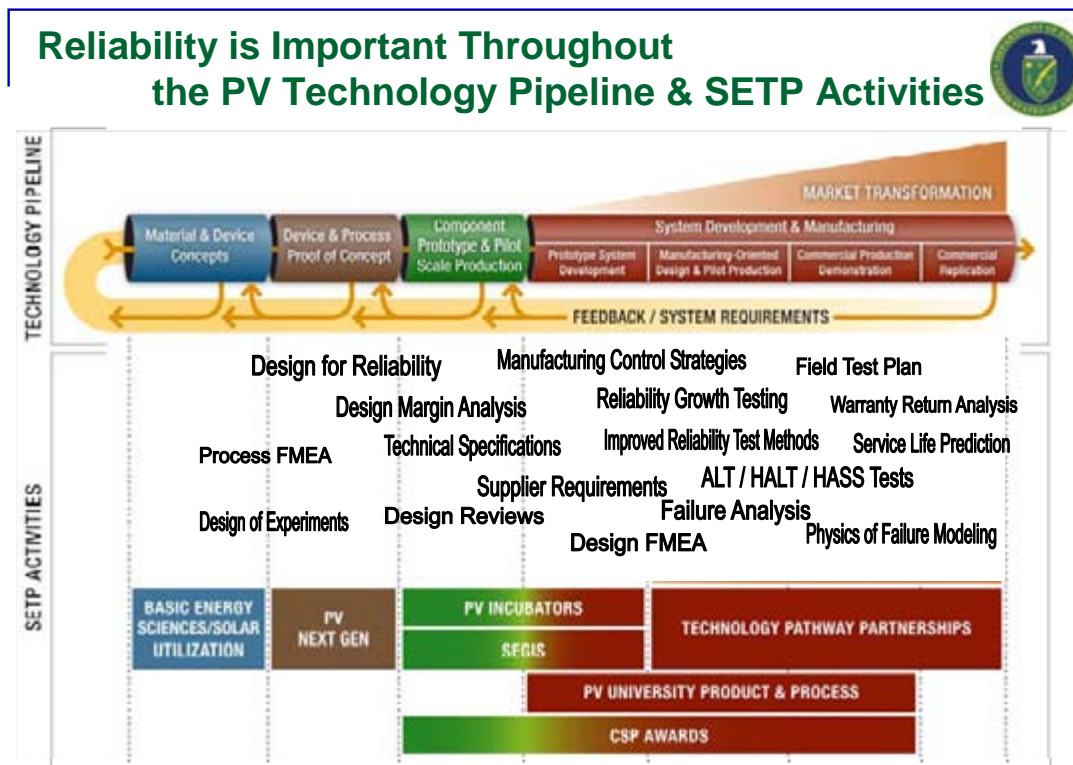 Reliability is Important Throughout
the PV Technology Pipeline & SETP Activities
TECHNOLOGY PIPELINE
MARKET TRANSFORMATION
Material & Device
Concepts
Device & Process
Proof of Concept
Component
Prototype & Pilot
Scale Production
System Development & Manufacturing
Prototype System
Development
Manufacturing-Oriented
Design & Pilot Production
Commercial Production
Demonstration
Commercial
Replication
FEEDBACK / SYSTEM REQUIREMENTS
SETP ACTIVITIES
Design for Reliability
Manufacturing Control Strategies
Field Test Plan
Design Margin Analysis
Reliability Growth Testing
Warranty Return Analysis
Process FMEA
Technical Specifications
Improved Reliability Test Methods
Service Life Prediction
Supplier Requirements
ALT / HALT / HASS Tests
Design of Experiments
Design Reviews
Failure Analysis
Design FMEA
Physics of Failure Modeling
BASIC ENERGY
SCIENCES/SOLAR
UTILIZATION
PV
NEXT GEN
PV INCUBATORS
SEGIS
TECHNOLOGY PATHWAY PARTNERSHIPS
PV UNIVERSITY PRODUCT & PROCESS
CSP AWARDS